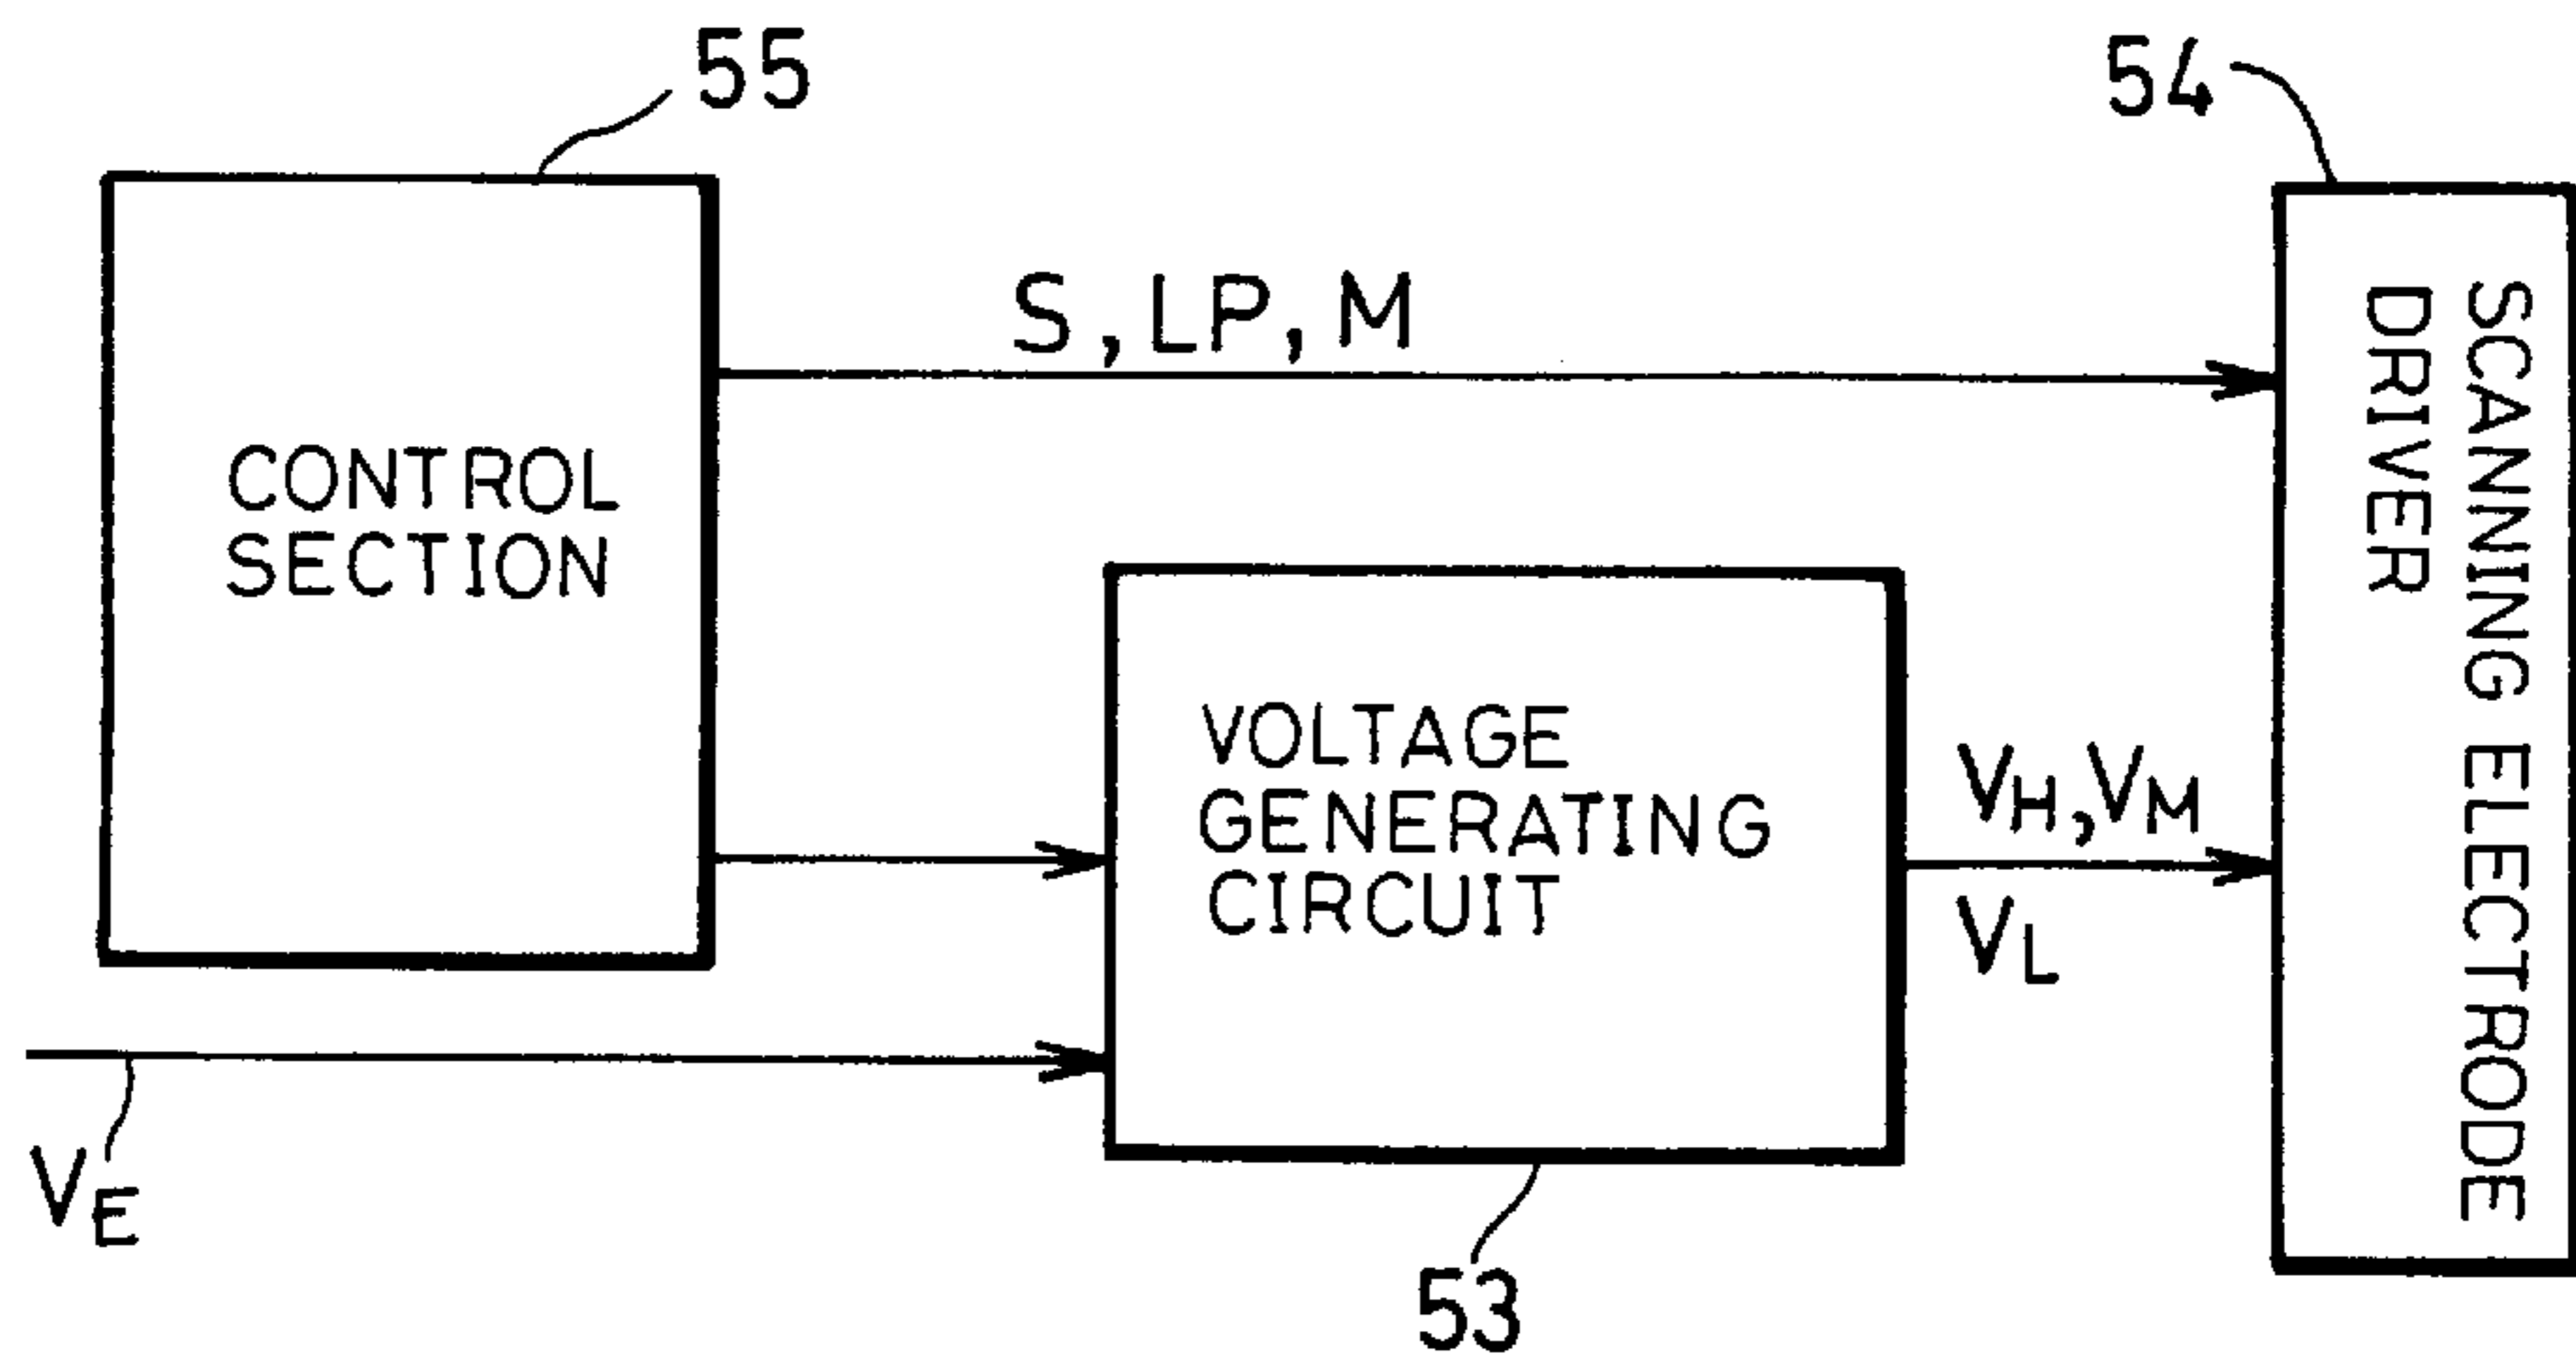 55
54
S, LP, M
CONTROL
SECTION
SCANNING ELECTRODE
DRIVER
VOLTAGE
GENERATING
CIRCUIT
VH, VM
VL
VE
53